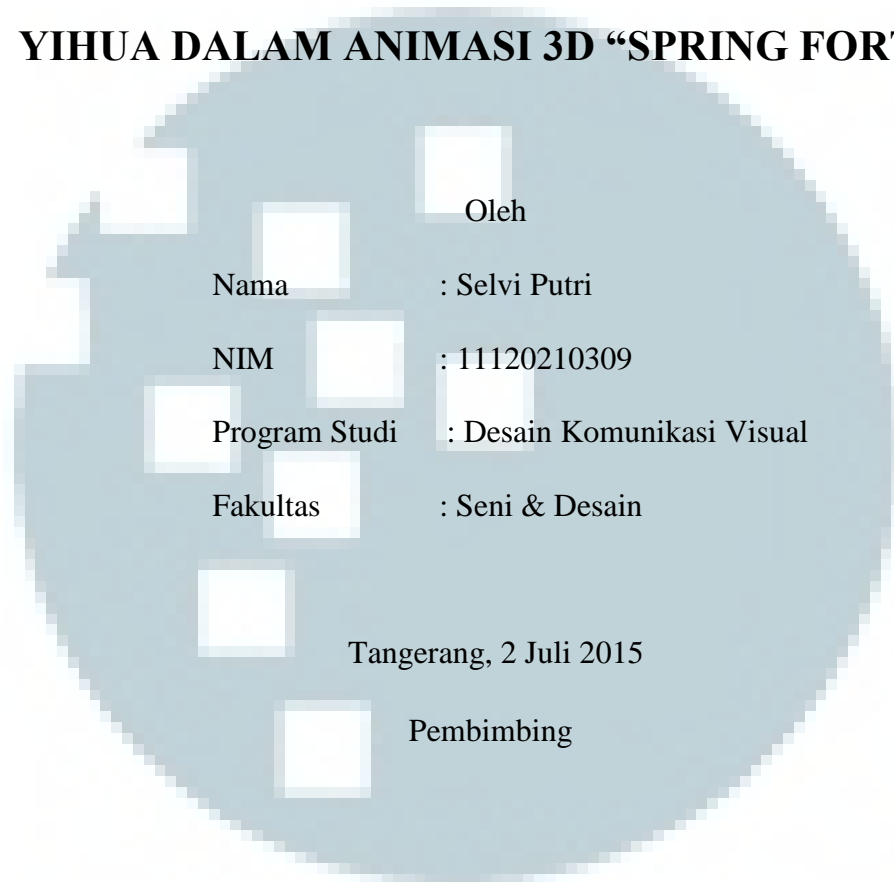 YIHUA DALAM ANIMASI 3D “SPRING
Oleh
Nama : Selvi Putri
NIM : 11120210309
Program Studi : Desain Komunikasi Visual
Fakultas : Seni & Desain
Tangerang, 2 Juli 2015
Pembimbing